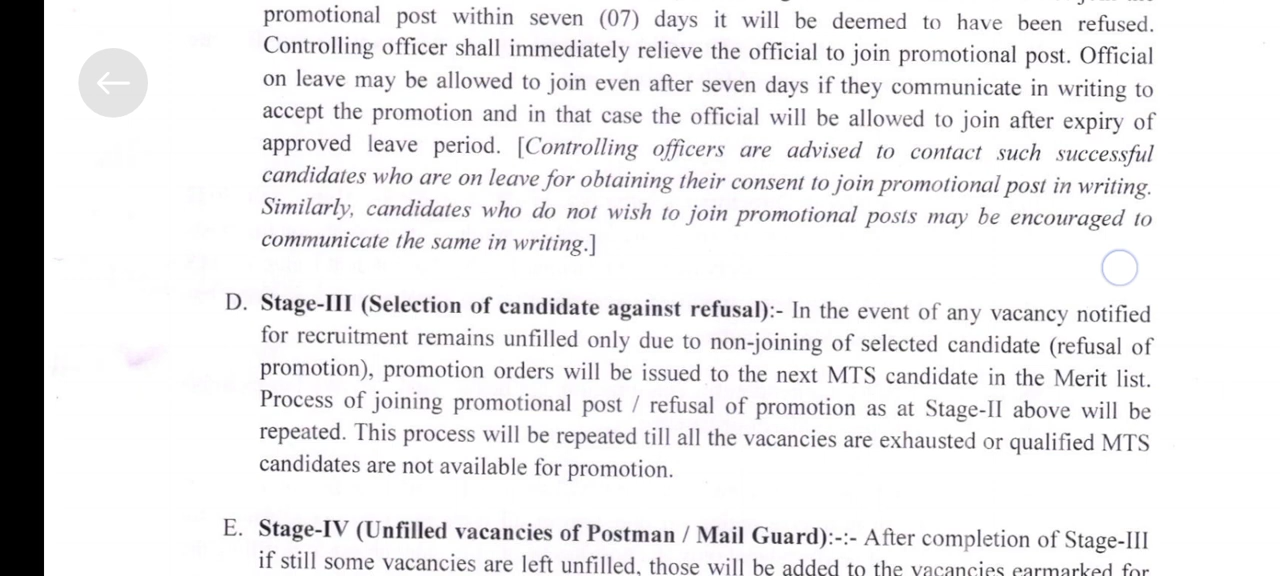 promotional post within seven (07) days it will be deemed to have been refused.
Controlling officer shall immediately relieve the official to join promotional post. Official
on leave may be allowed to join even after seven days if they communicate in writing to
accept the promotion and in that case the official will be allowed to join after expiry of
approved leave period. [Controlling officers are advised to contact such successful
candidates who are on leave for obtaining their consent to join promotional post in writing.
Similarly, candidates who do not wish to join promotional posts may be encouraged to
communicate the same in writing.]
D. Stage-III (Selection of candidate against refusal):- In the event of any vacancy notified
for recruitment remains unfilled only due to non-joining of selected candidate (refusal of
promotion), promotion orders will be issued to the next MTS candidate in the Merit list.
Process of joining promotional post / refusal of promotion as at Stage-II above will be
repeated. This process will be repeated till all the vacancies are exhausted or qualified MTS
candidates are not available for promotion.
E. Stage-IV (Unfilled vacancies of Postman / Mail Guard):-:- After completion of Stage-III
if still some vacancies are left unfilled, those will be added to the vacancies earmarked for